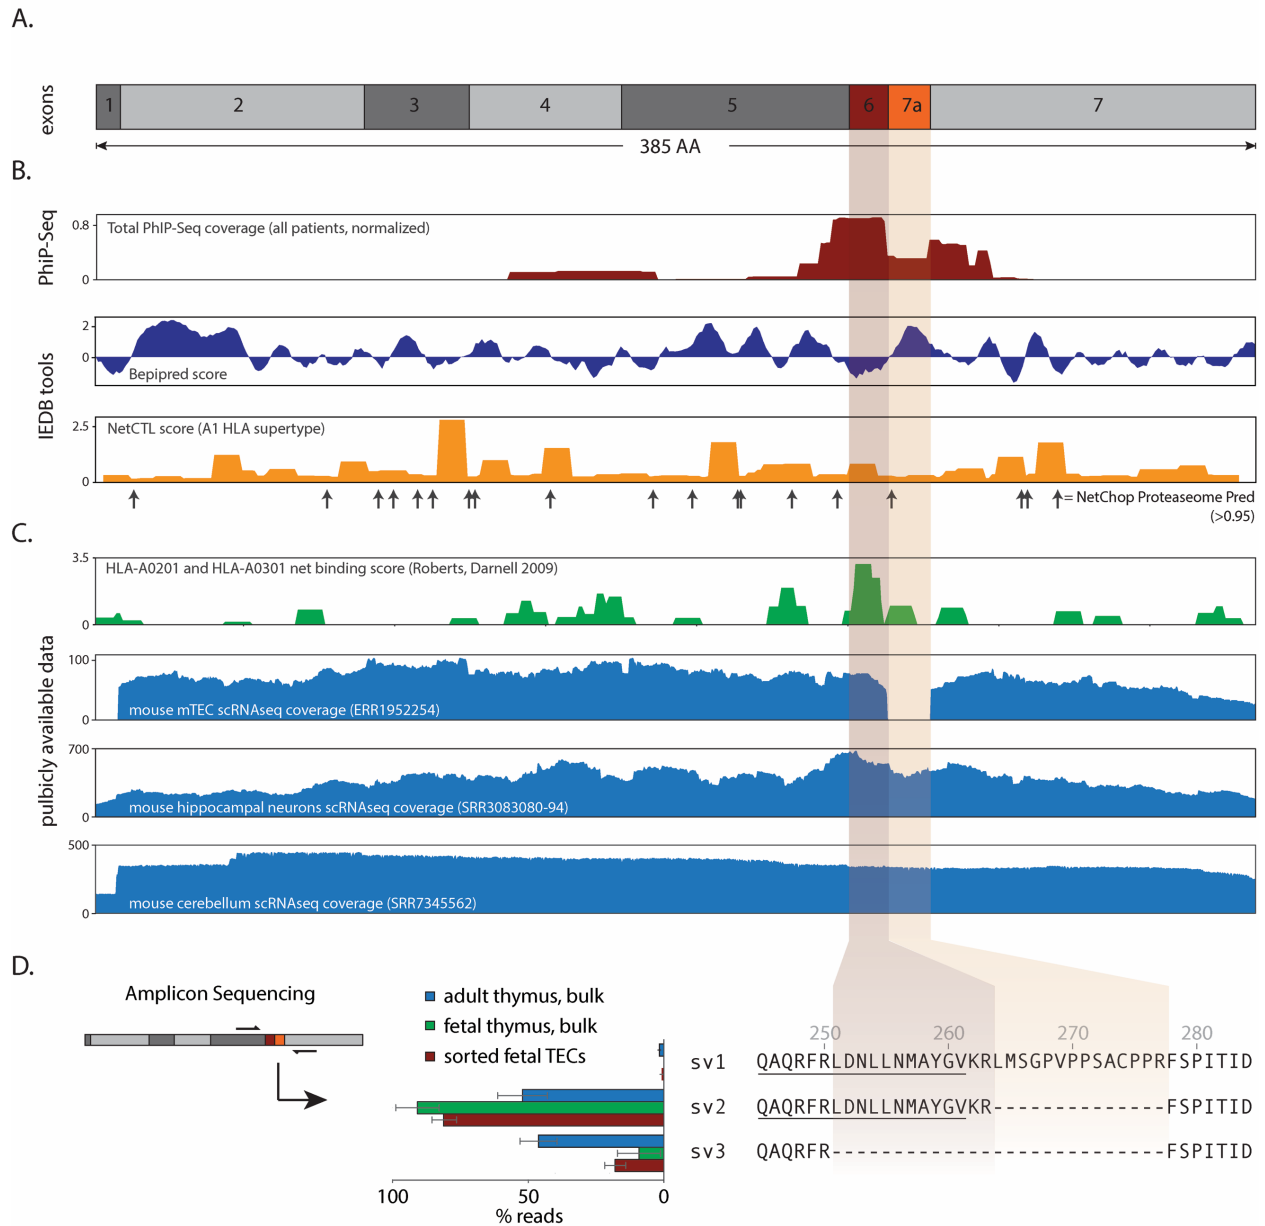 A.
exons
1 2 3 4 5 6 7a 7
385 AA
B.
PhiP-Seq
0.8
0
Total PhIP-Seq coverage (all patients, normalized)
IEDB tools
2
0
Bepipred score
2.5
0
NetCTL score (A1 HLA supertype)
= NetChop Proteaseome Pred
(>0.95)
C.
pulbicly available data
3.5
0
HLA-A0201 and HLA-A0301 net binding score (Roberts, Darnell 2009)
100
0
mouse mTEC scRNAseq coverage (ERR1952254)
700
0
mouse hippocampal neurons scRNAseq coverage (SRR3083080-94)
500
0
mouse cerebellum scRNAseq coverage (SRR7345562)
D.
Amplicon Sequencing
adult thymus, bulk
fetal thymus, bulk
sorted fetal TECs
100 50 0
% reads
250 260 270 280
sv1 QAQRFRLDNLLNMAYGVKRLMSGPVPPSACPPRFSPITID
sv2 QAQRFRLDNLLNMAYGVKR--------------FSPITID
sv3 QAQRFR---------------------------FSPITID